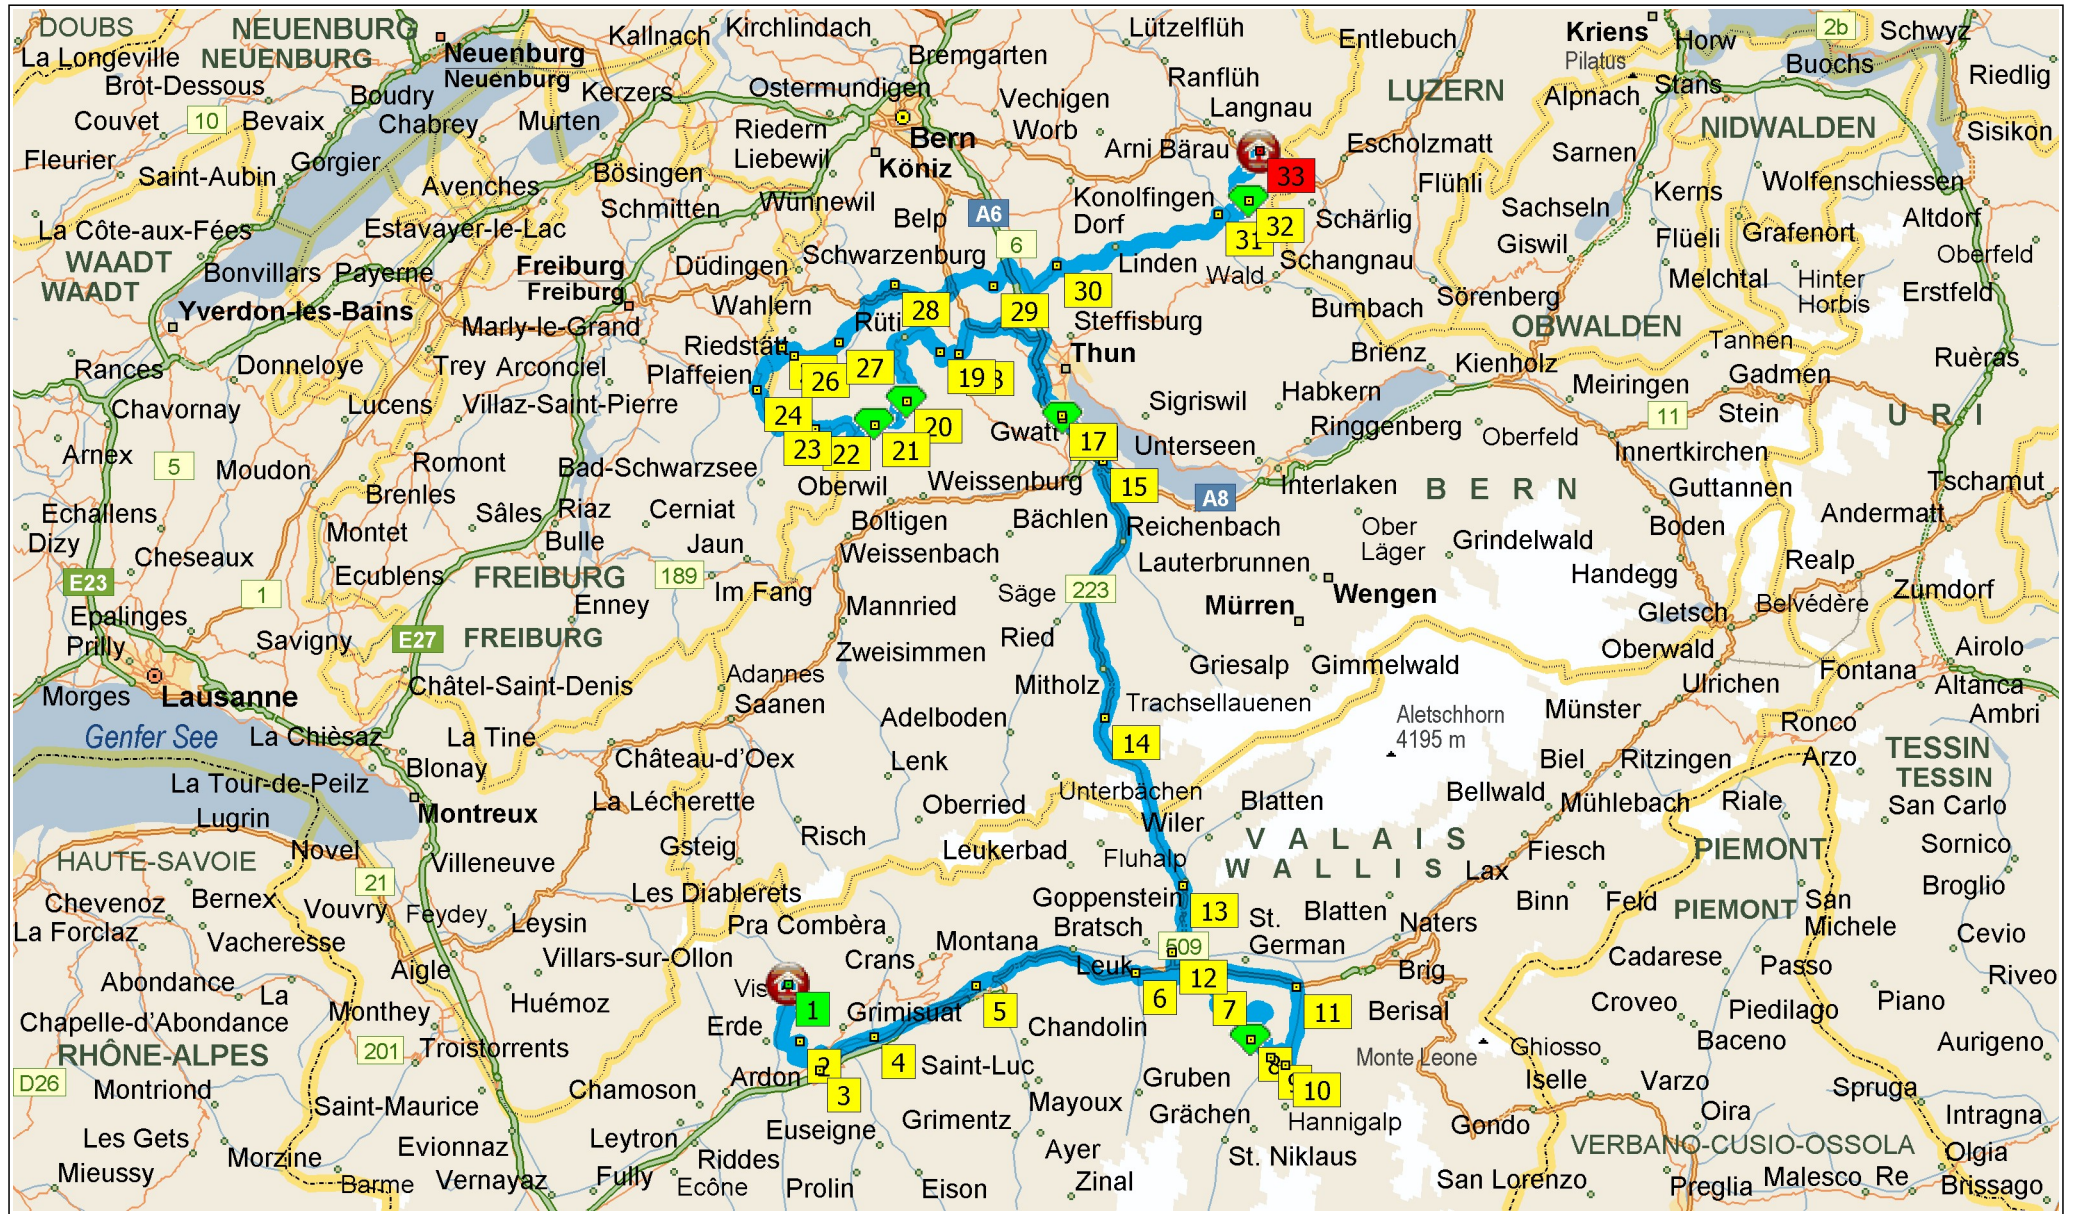 DOUBS
NEUENBURG
Kallnach
Kirchlindach
Lützelflüh
Entlebuch
Kriens
Horw
2b
Schwyz
La Longeville
NEUENBURG
Neuenburg
Bremgarten
Pilatus
Buochs
Riedlig
Brot-Dessous
Boudry
Neuenburg
Kerzers
Ostermundigen
Ranflüh
LUZERN
Alpnach
Stans
Couvet
10
Bevaix
Chabrey
Murten
Vechigen
Langnau
NIDWALDEN
Sisikon
Riedern
Bern
Worb
Fleurier
Gorgier
Liebewil
Köniz
Arni
Bärau
Escholzmatt
Sarnen
Saint-Aubin
Avenches
Bösingen
33
Flühli
Kerns
Wolfenschiessen
Schmitten
Wünnewil
Belp
A6
Konolfingen
Dorf
Schärlig
Sachseln
Altdorf
La Côte-aux-Fées
Estavayer-le-Lac
6
31
32
Giswil
Flüeli
Grafenort
WAADT
WAADT
Bonvillars
Payerne
Freiburg
Freiburg
Düdingen
Schwarzenburg
Linden
Wald
Schangnau
Melchtal
Hinter
Horbis
Oberfeld
Erstfeld
Yverdon-les-Bains
Marly-le-Grand
Wahlern
Rüti
28
29
30
Steffisburg
Bumbach
Sörenberg
OBWALDEN
Tannen
Rances
Donneloye
Trey
Arconciel
Riedstätt
Plaffeien
26
27
19
Thun
Brienz
Kienholz
Meiringen
Gadmen
Ruèras
Chavornay
Lucens
Villaz-Saint-Pierre
24
20
Gwatt
17
Sigriswil
Habkern
Ringgenberg
Oberfeld
11
Stein
URI
Arnex
5
Moudon
Romont
Bad-Schwarzsee
23
22
21
Unterseen
Innertkirchen
Brenles
Oberwil
Weissenburg
15
A8
Interlaken
BERN
Guttannen
Tschamut
Echallens
Montet
Sâles
Riaz
Cerniat
Boltigen
Bächlen
Reichenbach
Ober
Läger
Grindelwald
Boden
Andermatt
Dizy
Cheseaux
Bulle
Jaun
Weissenbach
Lauterbrunnen
Handegg
Realp
E23
1
Ecublens
FREIBURG
189
Im Fang
Säge
223
Wengen
Zumdorf
Epalinges
Enney
Mannried
Mürren
Gletsch
Belvédère
Prilly
Savigny
E27
FREIBURG
Zweisimmen
Ried
Griesalp
Gimmelwald
Oberwald
Fontana
Airolo
Morges
Lausanne
Châtel-Saint-Denis
Adannes
Saanen
Mitholz
Trachsellauenen
Ulrichen
Altanca
Genfer See
La Chièsaz
La Tine
Adelboden
14
Aletschhorn
4195 m
Münster
Ronco
Ambri
La Tour-de-Peilz
Blonay
Château-d'Oex
Lenk
Biel
Ritzingen
Arzo
TESSIN
TESSIN
Lugrin
Montreux
La Lécherette
Oberried
Unterbächen
Blatten
Bellwald
Mühlebach
Riale
San Carlo
HAUTE-SAVOIE
Novel
Villeneuve
Gsteig
Risch
Leukerbad
Wiler
Fluhalp
VALAIS
WALLIS
Lax
Fiesch
PIEMONT
Sornico
21
Chevenoz
Bernex
Vouvry
Feydey
Leysin
Les Diablerets
Goppenstein
13
Blatten
Binn
Feld
PIEMONT
San
Michele
Broglio
La Forclaz
Vacheresse
Pra Combèra
Montana
Bratsch
509
St.
German
Naters
Cevio
Abondance
Aigle
Villars-sur-Ollon
Crans
Leuk
12
Brig
Cadarese
Passo
Riveo
La
Chapelle-d'Abondance
Monthey
Huémoz
Vis
1
Grimisuat
5
6
7
11
Berisal
Croveo
Piedilago
Piano
RHÔNE-ALPES
201
Troistorrents
Erde
Chandolin
Monte Leone
Ghiosso
Baceno
Aurigeno
D26
Montriond
Chamoson
Ardon
2
3
4
Saint-Luc
Gruben
8
9
10
Iselle
Varzo
Spruga
Saint-Maurice
Grimentz
Mayoux
Grächen
Hannigalp
Gondo
Oira
Intragna
Les Gets
Evionnaz
Leytron
Euseigne
Ayer
St. Niklaus
VERBANO-CUSIO-OSSOLA
Olgia
Mieussy
Morzine
Barme
Vernayaz
Fully
Riddes
Ecône
Prolin
Eison
Zinal
San Lorenzo
Preglia
Malesco
Re
Brissago